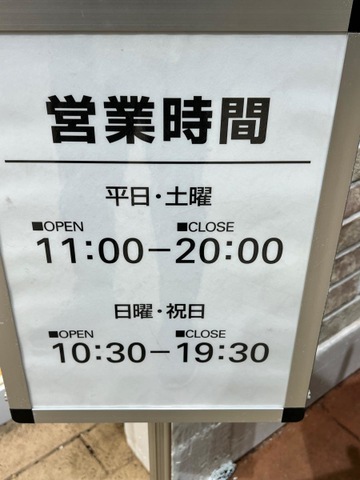 営業時間
平日・土曜
■OPEN ■CLOSE
11:00−20:00
日曜・祝日
■OPEN ■CLOSE
10:30−19:30